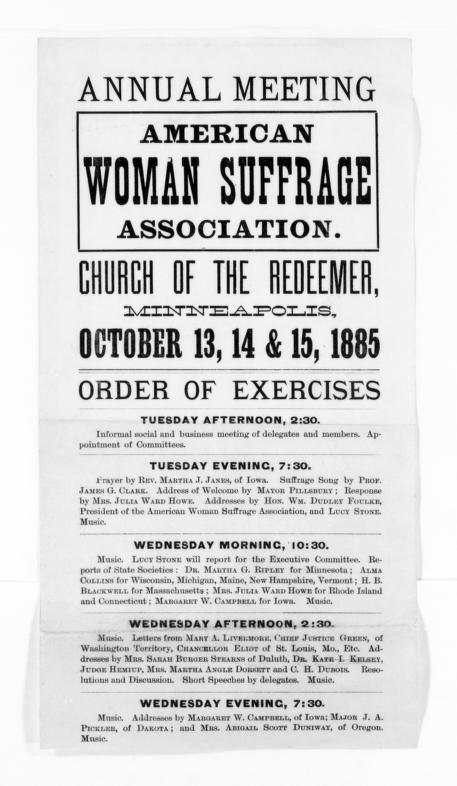 ANNUAL MEETING
AMERICAN
WOMAN SUFFRAGE
ASSOCIATION.
CHURCH OF THE REDEEMER,
MINNEAPOLIS,
OCTOBER 13, 14 & 15, 1885
ORDER OF EXERCISES
TUESDAY AFTERNOON, 2:30.
Informal social and business meeting of delegates and members. Ap-
pointment of Committees.
TUESDAY EVENING, 7:30.
Prayer by REV. MARTHA J. JANES, of Iowa. Suffrage Song by PROF.
JAMES G. CLARK. Address of Welcome by MAYOR PILLSBURY; Response
by MRS. JULIA WARD HOWE. Addresses by HON. WM. DUDLEY FOULKE,
President of the American Woman Suffrage Association, and LUCY STONE.
Music.
WEDNESDAY MORNING, 10:30.
Music. LUCY STONE will report for the Executive Committee. Re-
ports of State Societies: DR. MARTHA G. RIPLEY for Minnesota; ALMA
COLLINS for Wisconsin, Michigan, Maine, New Hampshire, Vermont; H. B.
BLACKWELL for Massachusetts; MRS. JULIA WARD HOWE for Rhode Island
and Connecticut; MARGARET W. CAMPBELL for Iowa. Music.
WEDNESDAY AFTERNOON, 2:30.
Music. Letters from MARY A. LIVERMORE, CHIEF JUSTICE GREEN, of
Washington Territory, CHANCELLOR ELIOT of St. Louis, Mo., Etc. Ad-
dresses by MRS. SARAH BURGER STEARNS of Duluth, DR. KATE I. KELSEY,
JUDGE HEMIUP, MRS. MARTHA ANGLE DORSETT and C. H. DUBOIS. Reso-
lutions and Discussion. Short Speeches by delegates. Music.
WEDNESDAY EVENING, 7:30.
Music. Addresses by MARGARET W. CAMPBELL, of Iowa; MAJOR J. A.
PICKLER, of DAKOTA; and MRS. ABIGAIL SCOTT DUNIWAY, of Oregon.
Music.